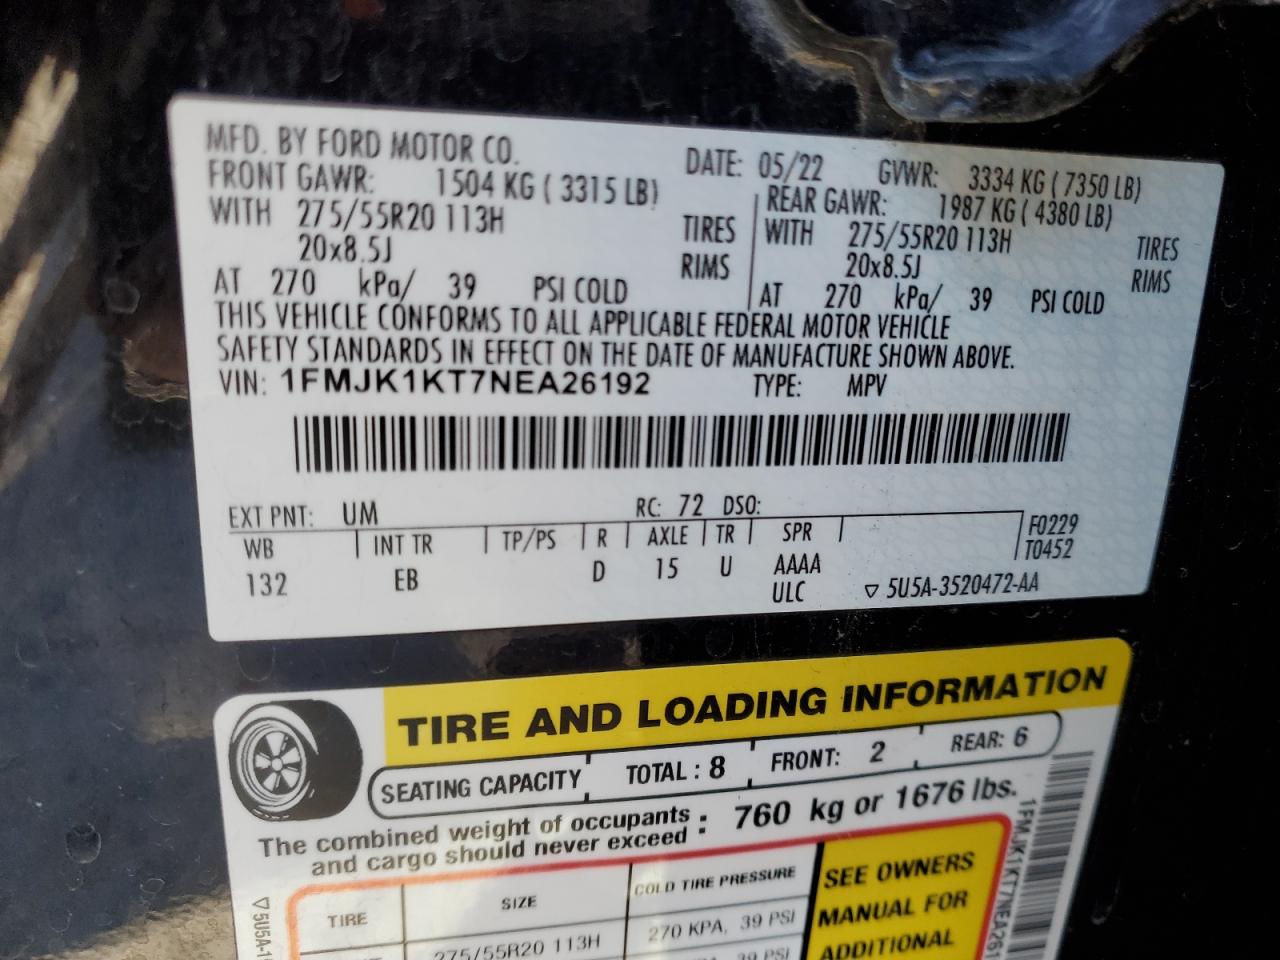 MFD. BY FORD MOTOR CO. DATE: 05/22 GVWR: 3334 KG ( 7350 LB)
FRONT GAWR: 1504 KG ( 3315 LB) REAR GAWR: 1987 KG ( 4380 LB)
WITH 275/55R20 113H TIRES WITH 275/55R20 113H TIRES
20x8.5J RIMS 20x8.5J RIMS
AT 270 kPa/ 39 PSI COLD AT 270 kPa/ 39 PSI COLD
THIS VEHICLE CONFORMS TO ALL APPLICABLE FEDERAL MOTOR VEHICLE
SAFETY STANDARDS IN EFFECT ON THE DATE OF MANUFACTURE SHOWN ABOVE.
VIN: 1FMJK1KT7NEA26192 TYPE: MPV
EXT PNT: UM RC: 72 DSO:
WB INT TR TP/PS R AXLE TR SPR F0229
T0452
132 EB D 15 U AAAA
ULC ▽ 5U5A-3520472-AA
TIRE AND LOADING INFORMATION
SEATING CAPACITY TOTAL : 8 FRONT: 2 REAR: 6
The combined weight of occupants
and cargo should never exceed : 760 kg or 1676 lbs.
TIRE SIZE COLD TIRE PRESSURE
275/55R20 113H 270 KPA, 39 PSI
39 PSI
SEE OWNERS
MANUAL FOR
ADDITIONAL
▽ 5U5A-1
1FMJK1KT7NEA261